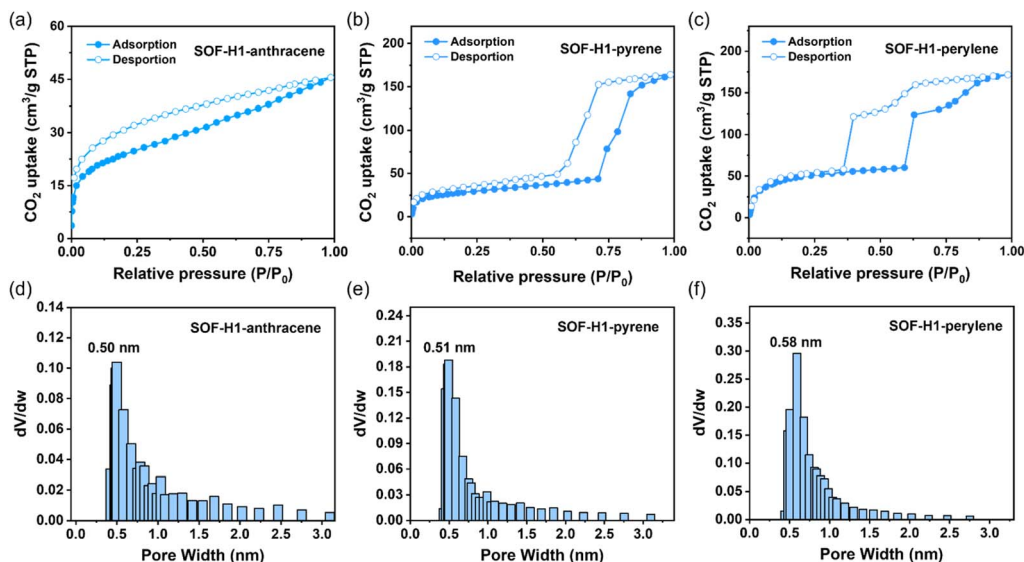 (a)
60
45
30
15
0
CO2 uptake (cm3/g STP)
Adsorption
Desportion
SOF-H1-anthracene
0.00 0.25 0.50 0.75 1.00
Relative pressure (P/P0)
(b)
200
150
100
50
0
CO2 uptake (cm3/g STP)
Adsorption
Desportion
SOF-H1-pyrene
0.00 0.25 0.50 0.75 1.00
Relative pressure (P/P0)
(c)
200
150
100
50
0
CO2 uptake (cm3/g STP)
Adsorption
Desportion
SOF-H1-perylene
0.00 0.25 0.50 0.75 1.00
Relative pressure (P/P0)
(d)
0.14
0.12
0.10
0.08
0.06
0.04
0.02
0.00
dV/dw
SOF-H1-anthracene
0.50 nm
0.0 0.5 1.0 1.5 2.0 2.5 3.0
Pore Width (nm)
(e)
0.24
0.21
0.18
0.15
0.12
0.09
0.06
0.03
0.00
dV/dw
SOF-H1-pyrene
0.51 nm
0.0 0.5 1.0 1.5 2.0 2.5 3.0
Pore Width (nm)
(f)
0.35
0.30
0.25
0.20
0.15
0.10
0.05
0.00
dV/dw
SOF-H1-perylene
0.58 nm
0.0 0.5 1.0 1.5 2.0 2.5 3.0
Pore Width (nm)